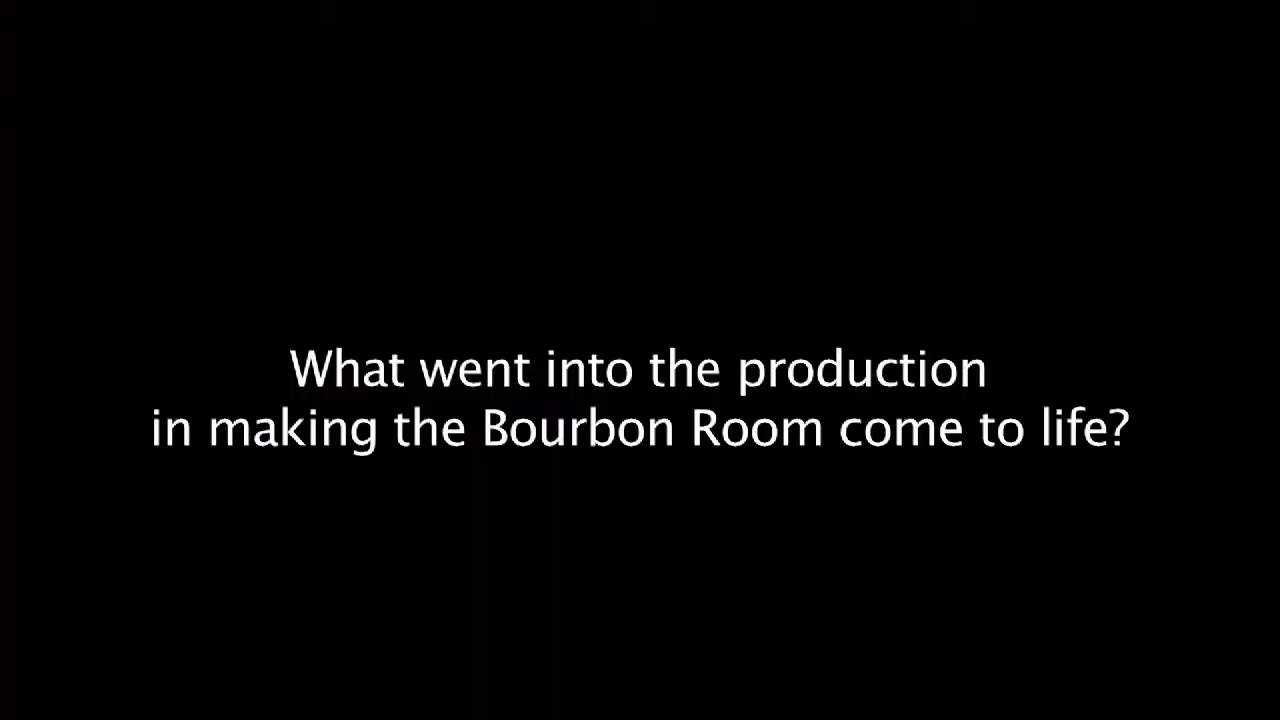 What went into the production
in making the Bourbon Room come to life?